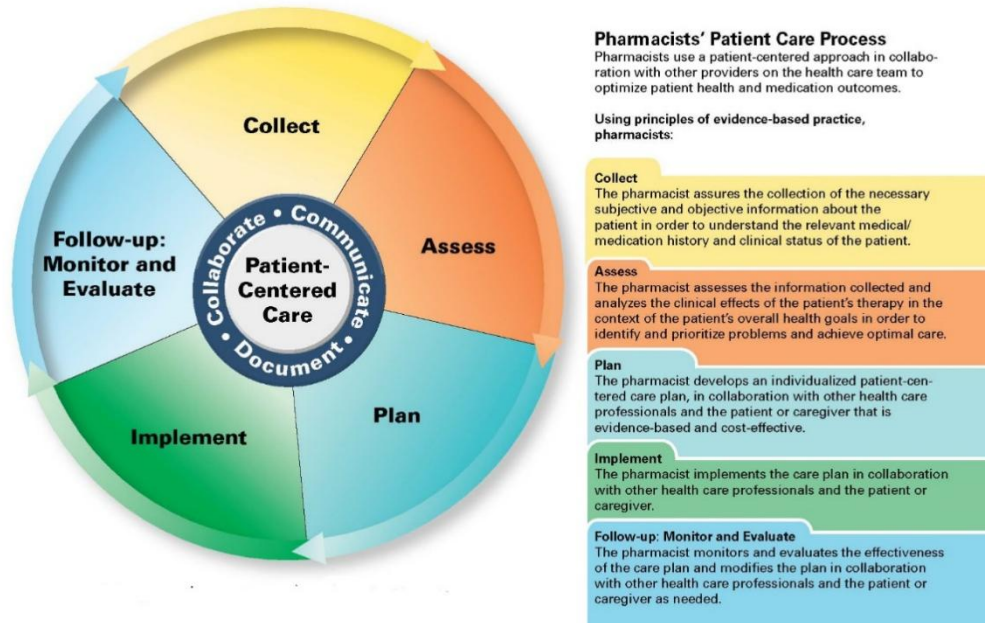 Collect
Assess
Plan
Implement
Follow-up:
Monitor and
Evaluate
• Collaborate • Communicate • Document
Patient-
Centered
Care
Pharmacists' Patient Care Process
Pharmacists use a patient-centered approach in collabo-
ration with other providers on the health care team to
optimize patient health and medication outcomes.
Using principles of evidence-based practice,
pharmacists:
Collect
The pharmacist assures the collection of the necessary
subjective and objective information about the
patient in order to understand the relevant medical/
medication history and clinical status of the patient.
Assess
The pharmacist assesses the information collected and
analyzes the clinical effects of the patient's therapy in the
context of the patient's overall health goals in order to
identify and prioritize problems and achieve optimal care.
Plan
The pharmacist develops an individualized patient-cen-
tered care plan, in collaboration with other health care
professionals and the patient or caregiver that is
evidence-based and cost-effective.
Implement
The pharmacist implements the care plan in collaboration
with other health care professionals and the patient or
caregiver.
Follow-up: Monitor and Evaluate
The pharmacist monitors and evaluates the effectiveness
of the care plan and modifies the plan in collaboration
with other health care professionals and the patient or
caregiver as needed.